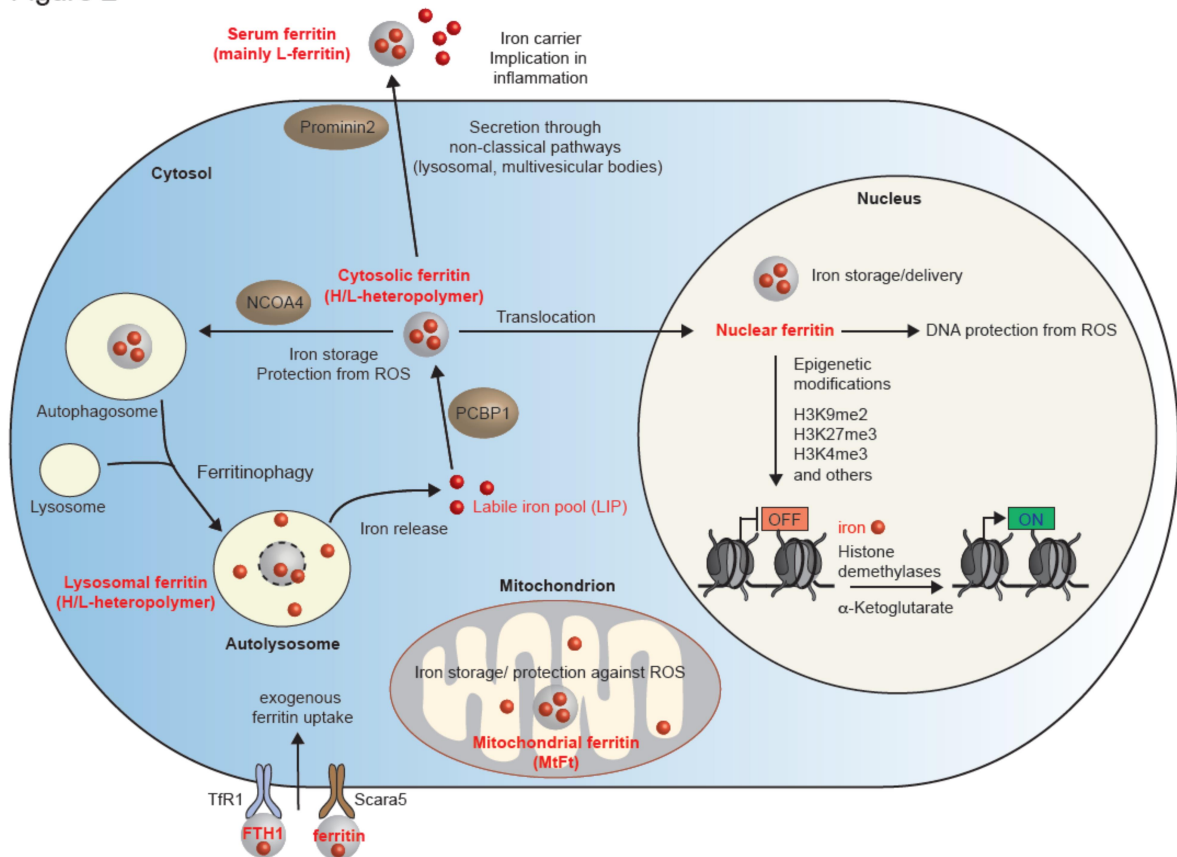 Serum ferritin
(mainly L-ferritin)
Iron carrier
Implication in
inflammation
Prominin2
Secretion through
non-classical pathways
(lysosomal, multivesicular bodies)
Cytosol
Nucleus
Cytosolic ferritin
(H/L-heteropolymer)
NCOA4
Iron storage
Protection from ROS
Translocation
Iron storage/delivery
Nuclear ferritin
DNA protection from ROS
Epigenetic
modifications
H3K9me2
H3K27me3
H3K4me3
and others
Autophagosome
PCBP1
Lysosome
Ferritinophagy
Labile iron pool (LIP)
Iron release
OFF
iron
ON
Histone
demethylases
α-Ketoglutarate
Lysosomal ferritin
(H/L-heteropolymer)
Autolysosome
Mitochondrion
Iron storage/ protection against ROS
Mitochondrial ferritin
(MtFt)
exogenous
ferritin uptake
TfR1
Scara5
FTH1
ferritin